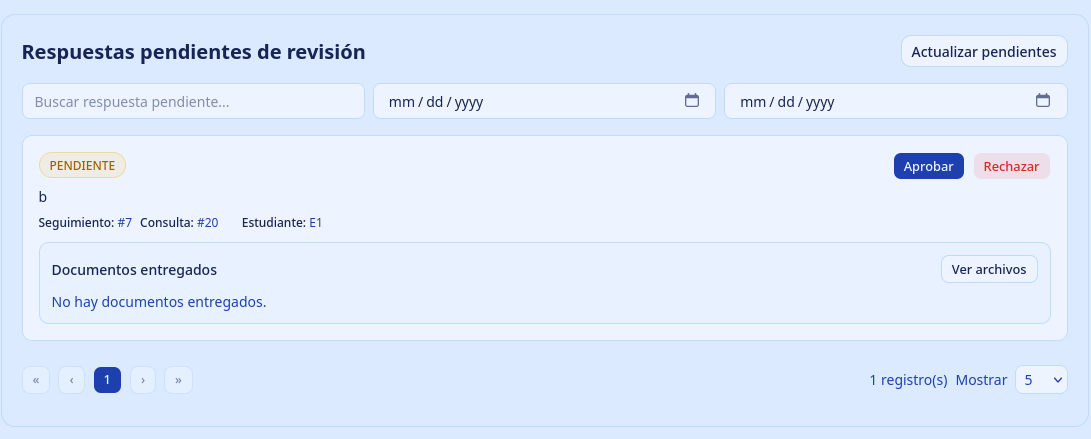 Respuestas pendientes de revisión
Actualizar pendientes
Buscar respuesta pendiente...
mm / dd / yyyy
mm / dd / yyyy
PENDIENTE
Aprobar
Rechazar
b
Seguimiento: #7 Consulta: #20 Estudiante: E1
Documentos entregados
Ver archivos
No hay documentos entregados.
« ‹ 1 › »
1 registro(s) Mostrar 5